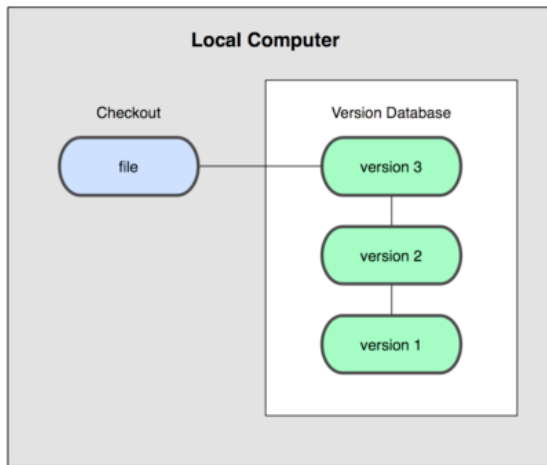 Local Computer
Checkout
Version Database
file
version 3
version 2
version 1